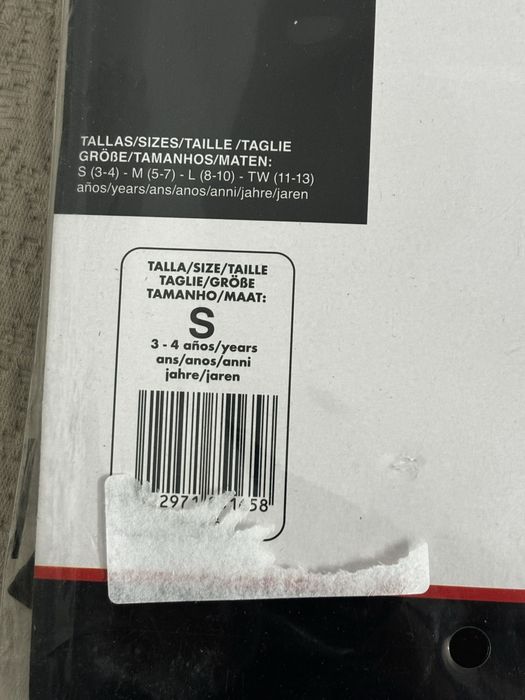 TALLAS/SIZES/TAILLE /TAGLIE
GRÖßE/TAMANHOS/MATEN:
S (3-4) - M (5-7) - L (8-10) - TW (11-13)
años/years/ans/anos/anni/jahre/jaren
TALLA/SIZE/TAILLE
TAGLIE/GRÖßE
TAMANHO/MAAT:
S
3 - 4 años/years
ans/anos/anni
jahre/jaren